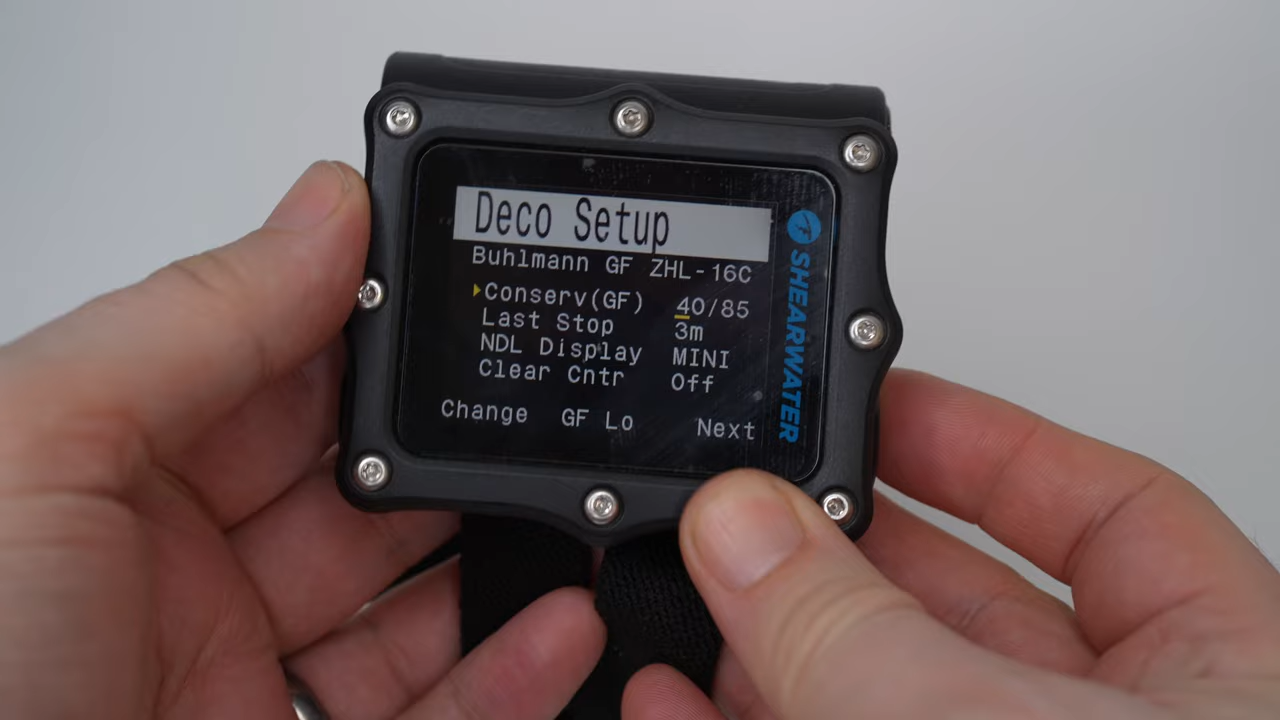 Deco Setup
Buhlmann GF ZHL-16C
Conserv(GF) 40/85
Last Stop 3m
NDL Display MINI
Clear Cntr Off
Change GF Lo Next
SHEARWATER